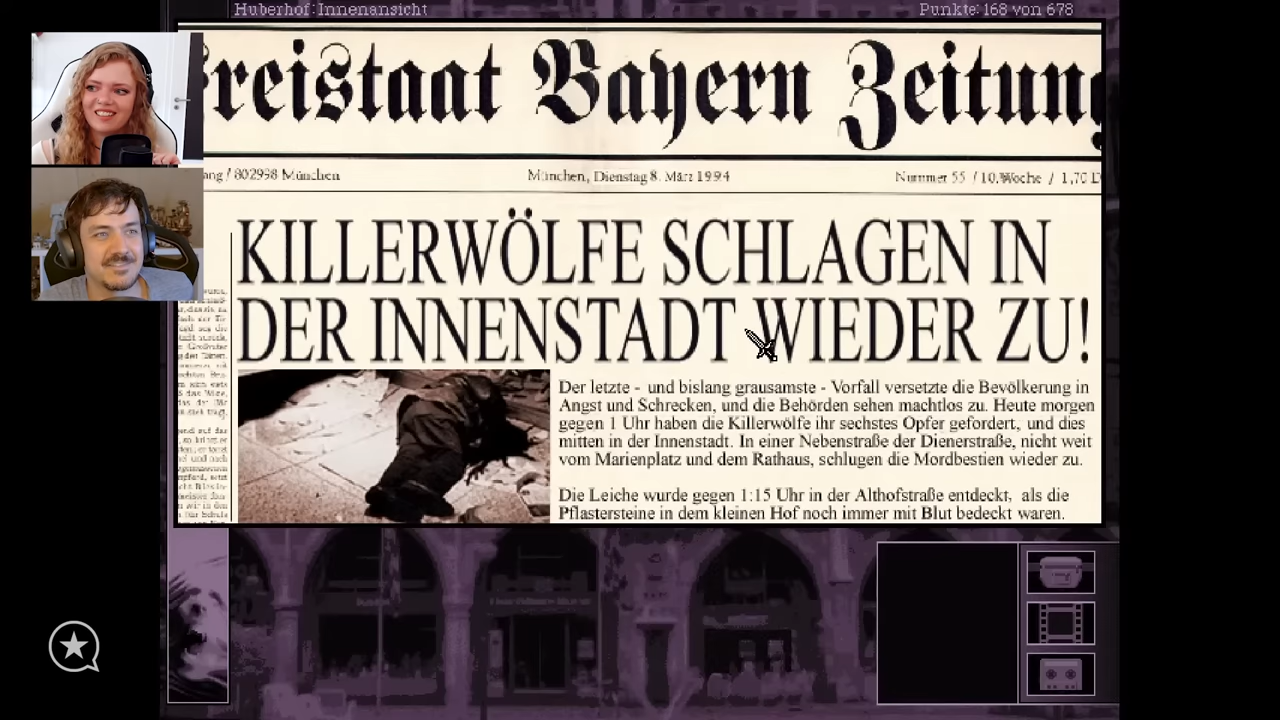 Huberhof: Innenansicht
Punkte: 168 von 678
Freistaat Bayern Zeitung
/ 802998 München
München, Dienstag 8. März 1994
Nummer 55 / 10.Woche / 1,70
KILLERWÖLFE SCHLAGEN IN
DER INNENSTADT WIEDER ZU!
Der letzte - und bislang grausamste - Vorfall versetzte die Bevölkerung in
Angst und Schrecken, und die Behörden sehen machtlos zu. Heute morgen
gegen 1 Uhr haben die Killerwölfe ihr sechstes Opfer gefordert, und dies
mitten in der Innenstadt. In einer Nebenstraße der Dienerstraße, nicht weit
vom Marienplatz und dem Rathaus, schlugen die Mordbestien wieder zu.
Die Leiche wurde gegen 1:15 Uhr in der Althofstraße entdeckt, als die
Pflastersteine in dem kleinen Hof noch immer mit Blut bedeckt waren.